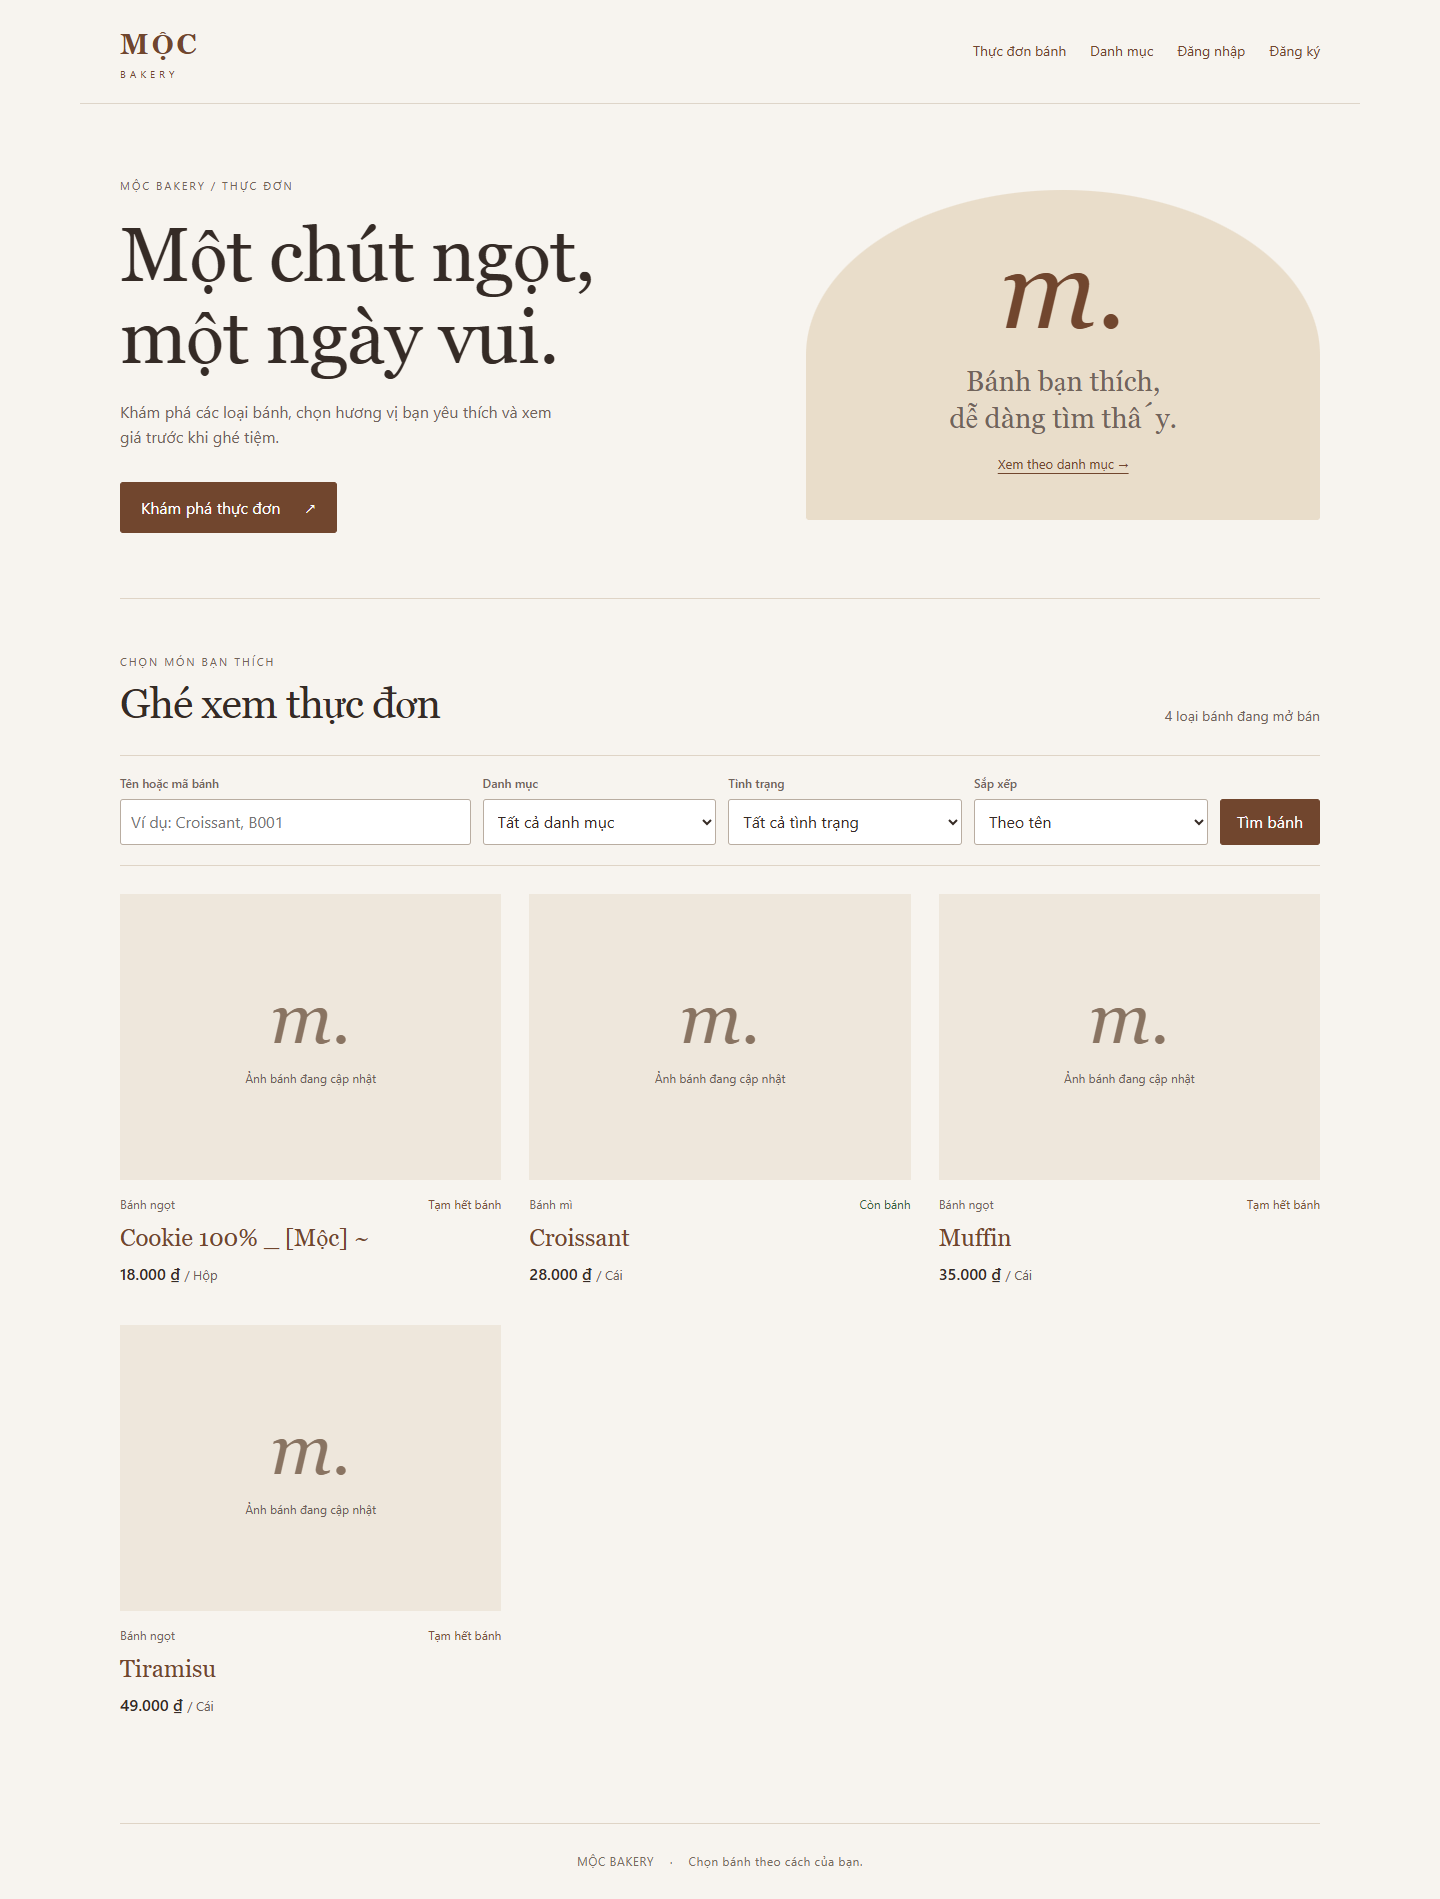 MỘC
BAKERY
Thực đơn bánh Danh mục Đăng nhập Đăng ký
MỘC BAKERY / THỰC ĐƠN
Một chút ngọt,
một ngày vui.
Khám phá các loại bánh, chọn hương vị bạn yêu thích và xem
giá trước khi ghé tiệm.
Khám phá thực đơn ↗
m.
Bánh bạn thích,
dễ dàng tìm thấy.
Xem theo danh mục →
CHỌN MÓN BẠN THÍCH
Ghé xem thực đơn
4 loại bánh đang mở bán
Tên hoặc mã bánh Danh mục Tình trạng Sắp xếp
Ví dụ: Croissant, B001 Tất cả danh mục Tất cả tình trạng Theo tên Tìm bánh
m. m. m.
Ảnh bánh đang cập nhật Ảnh bánh đang cập nhật Ảnh bánh đang cập nhật
Bánh ngọt Tạm hết bánh Bánh mì Còn bánh Bánh ngọt Tạm hết bánh
Cookie 100% _ [Mộc] ~ Croissant Muffin
18.000 ₫ / Hộp 28.000 ₫ / Cái 35.000 ₫ / Cái
m.
Ảnh bánh đang cập nhật
Bánh ngọt Tạm hết bánh
Tiramisu
49.000 ₫ / Cái
MỘC BAKERY · Chọn bánh theo cách của bạn.